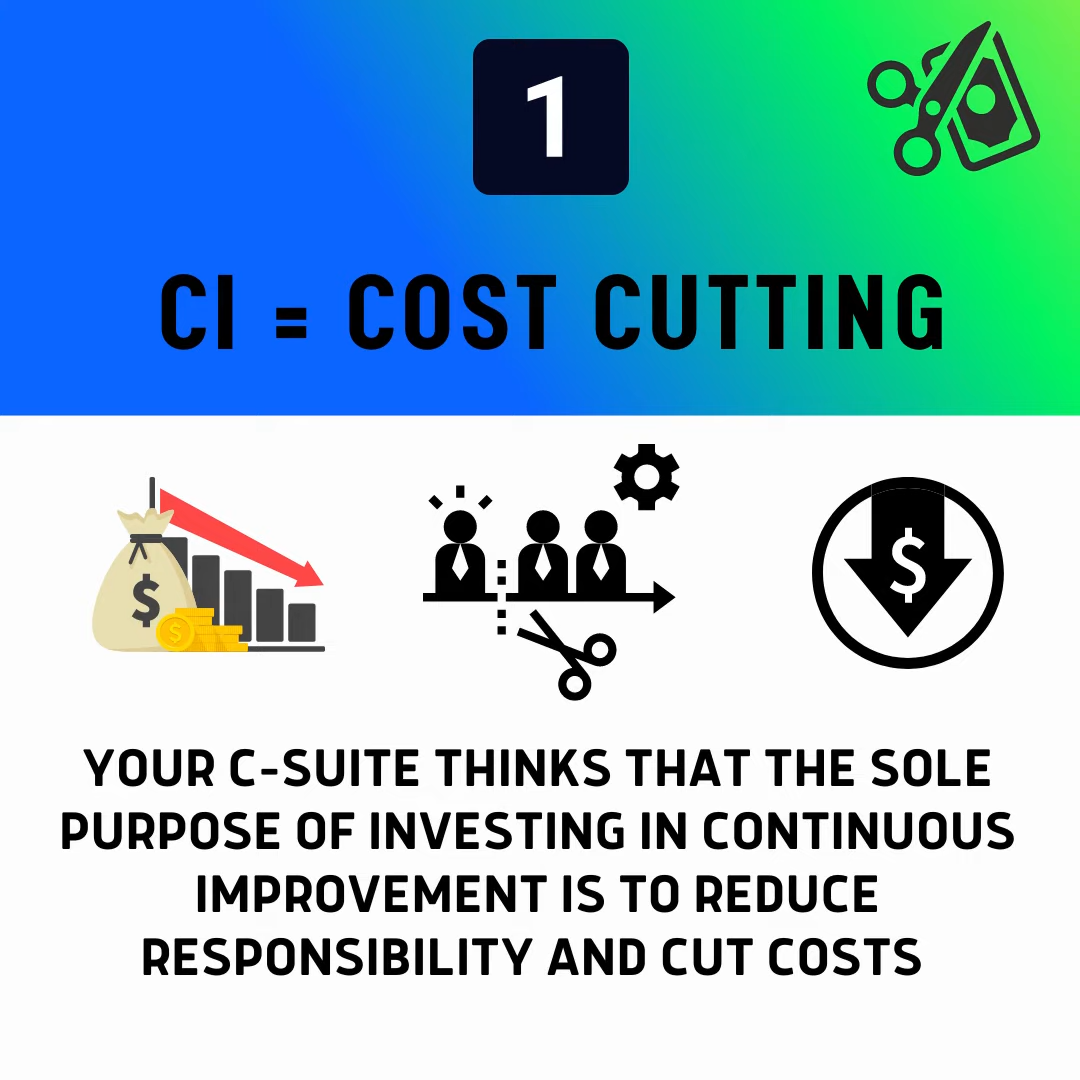 1
CI = COST CUTTING
$
$
$
YOUR C-SUITE THINKS THAT THE SOLE
PURPOSE OF INVESTING IN CONTINUOUS
IMPROVEMENT IS TO REDUCE
RESPONSIBILITY AND CUT COSTS